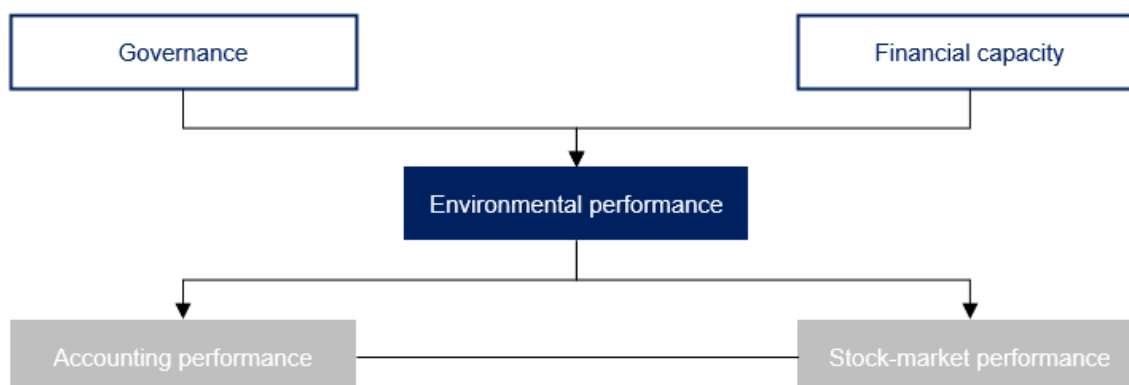 Governance
Financial capacity
Environmental performance
Accounting performance
Stock-market performance